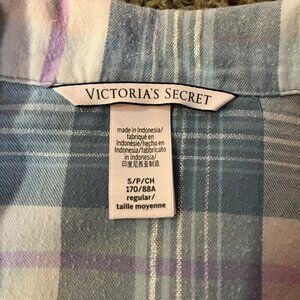 VICTORIA'S SECRET
made in Indonesia/
fabriqué en
Indonésie/hecho en
Indonesia/fabbricato
in Indonesia/
印度尼西亚制造
S/P/CH
170/88A
regular/
taille moyenne